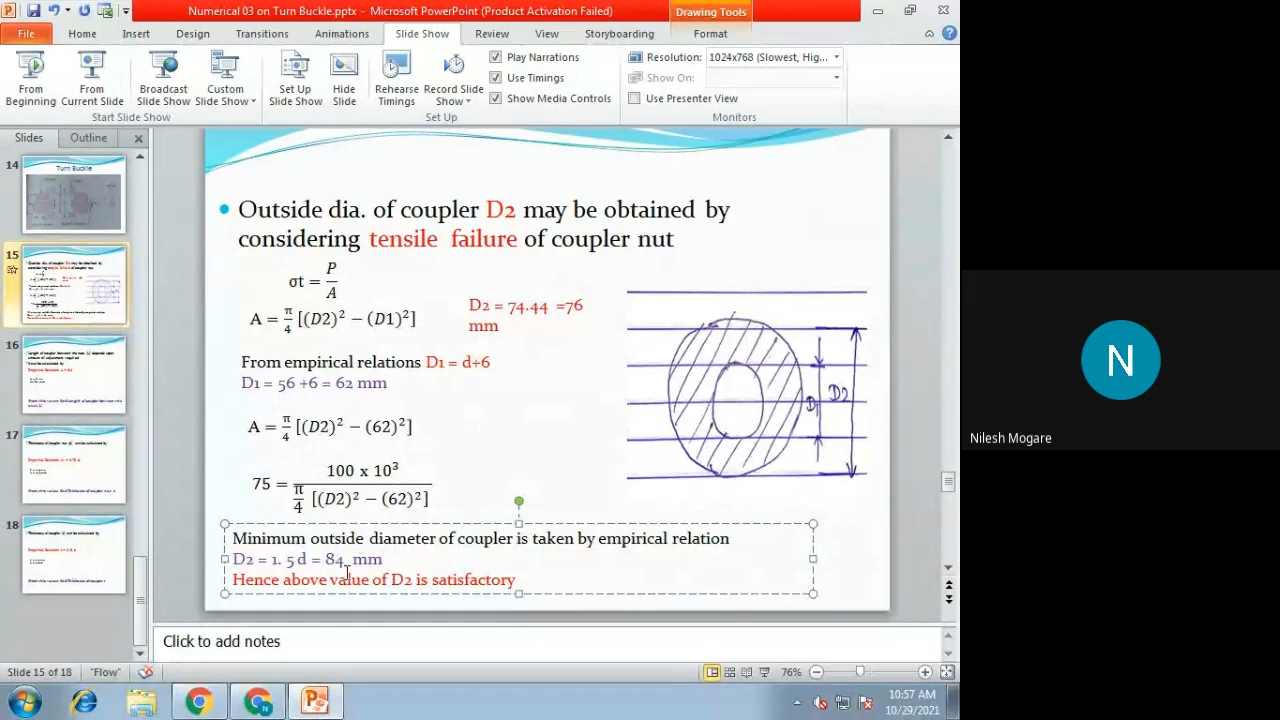 Numerical 03 on Turn Buckle.pptx - Microsoft PowerPoint (Product Activation Failed)
Drawing Tools
File Home Insert Design Transitions Animations Slide Show Review View Storyboarding Format
From Beginning
From Current Slide
Broadcast Slide Show
Custom Slide Show
Set Up Slide Show
Hide Slide
Rehearse Timings
Record Slide Show
Play Narrations
Use Timings
Show Media Controls
Resolution: 1024x768 (Slowest, Hig...
Show On:
Use Presenter View
Start Slide Show
Set Up
Monitors
Slides Outline
14
Turn Buckle
15
16
17
18
Outside dia. of coupler D2 may be obtained by
considering tensile failure of coupler nut
σt = P/A
A = π/4 [(D2)² − (D1)²]
D2 = 74.44 =76
mm
From empirical relations D1 = d+6
D1 = 56 +6 = 62 mm
A = π/4 [(D2)² − (62)²]
75 = 100 x 10³ / π/4 [(D2)² − (62)²]
D1
D2
Minimum outside diameter of coupler is taken by empirical relation
D2 = 1. 5 d = 84 mm
Hence above value of D2 is satisfactory
N
Nilesh Mogare
Click to add notes
Slide 15 of 18 "Flow" 76%
N
10:57 AM
10/29/2021